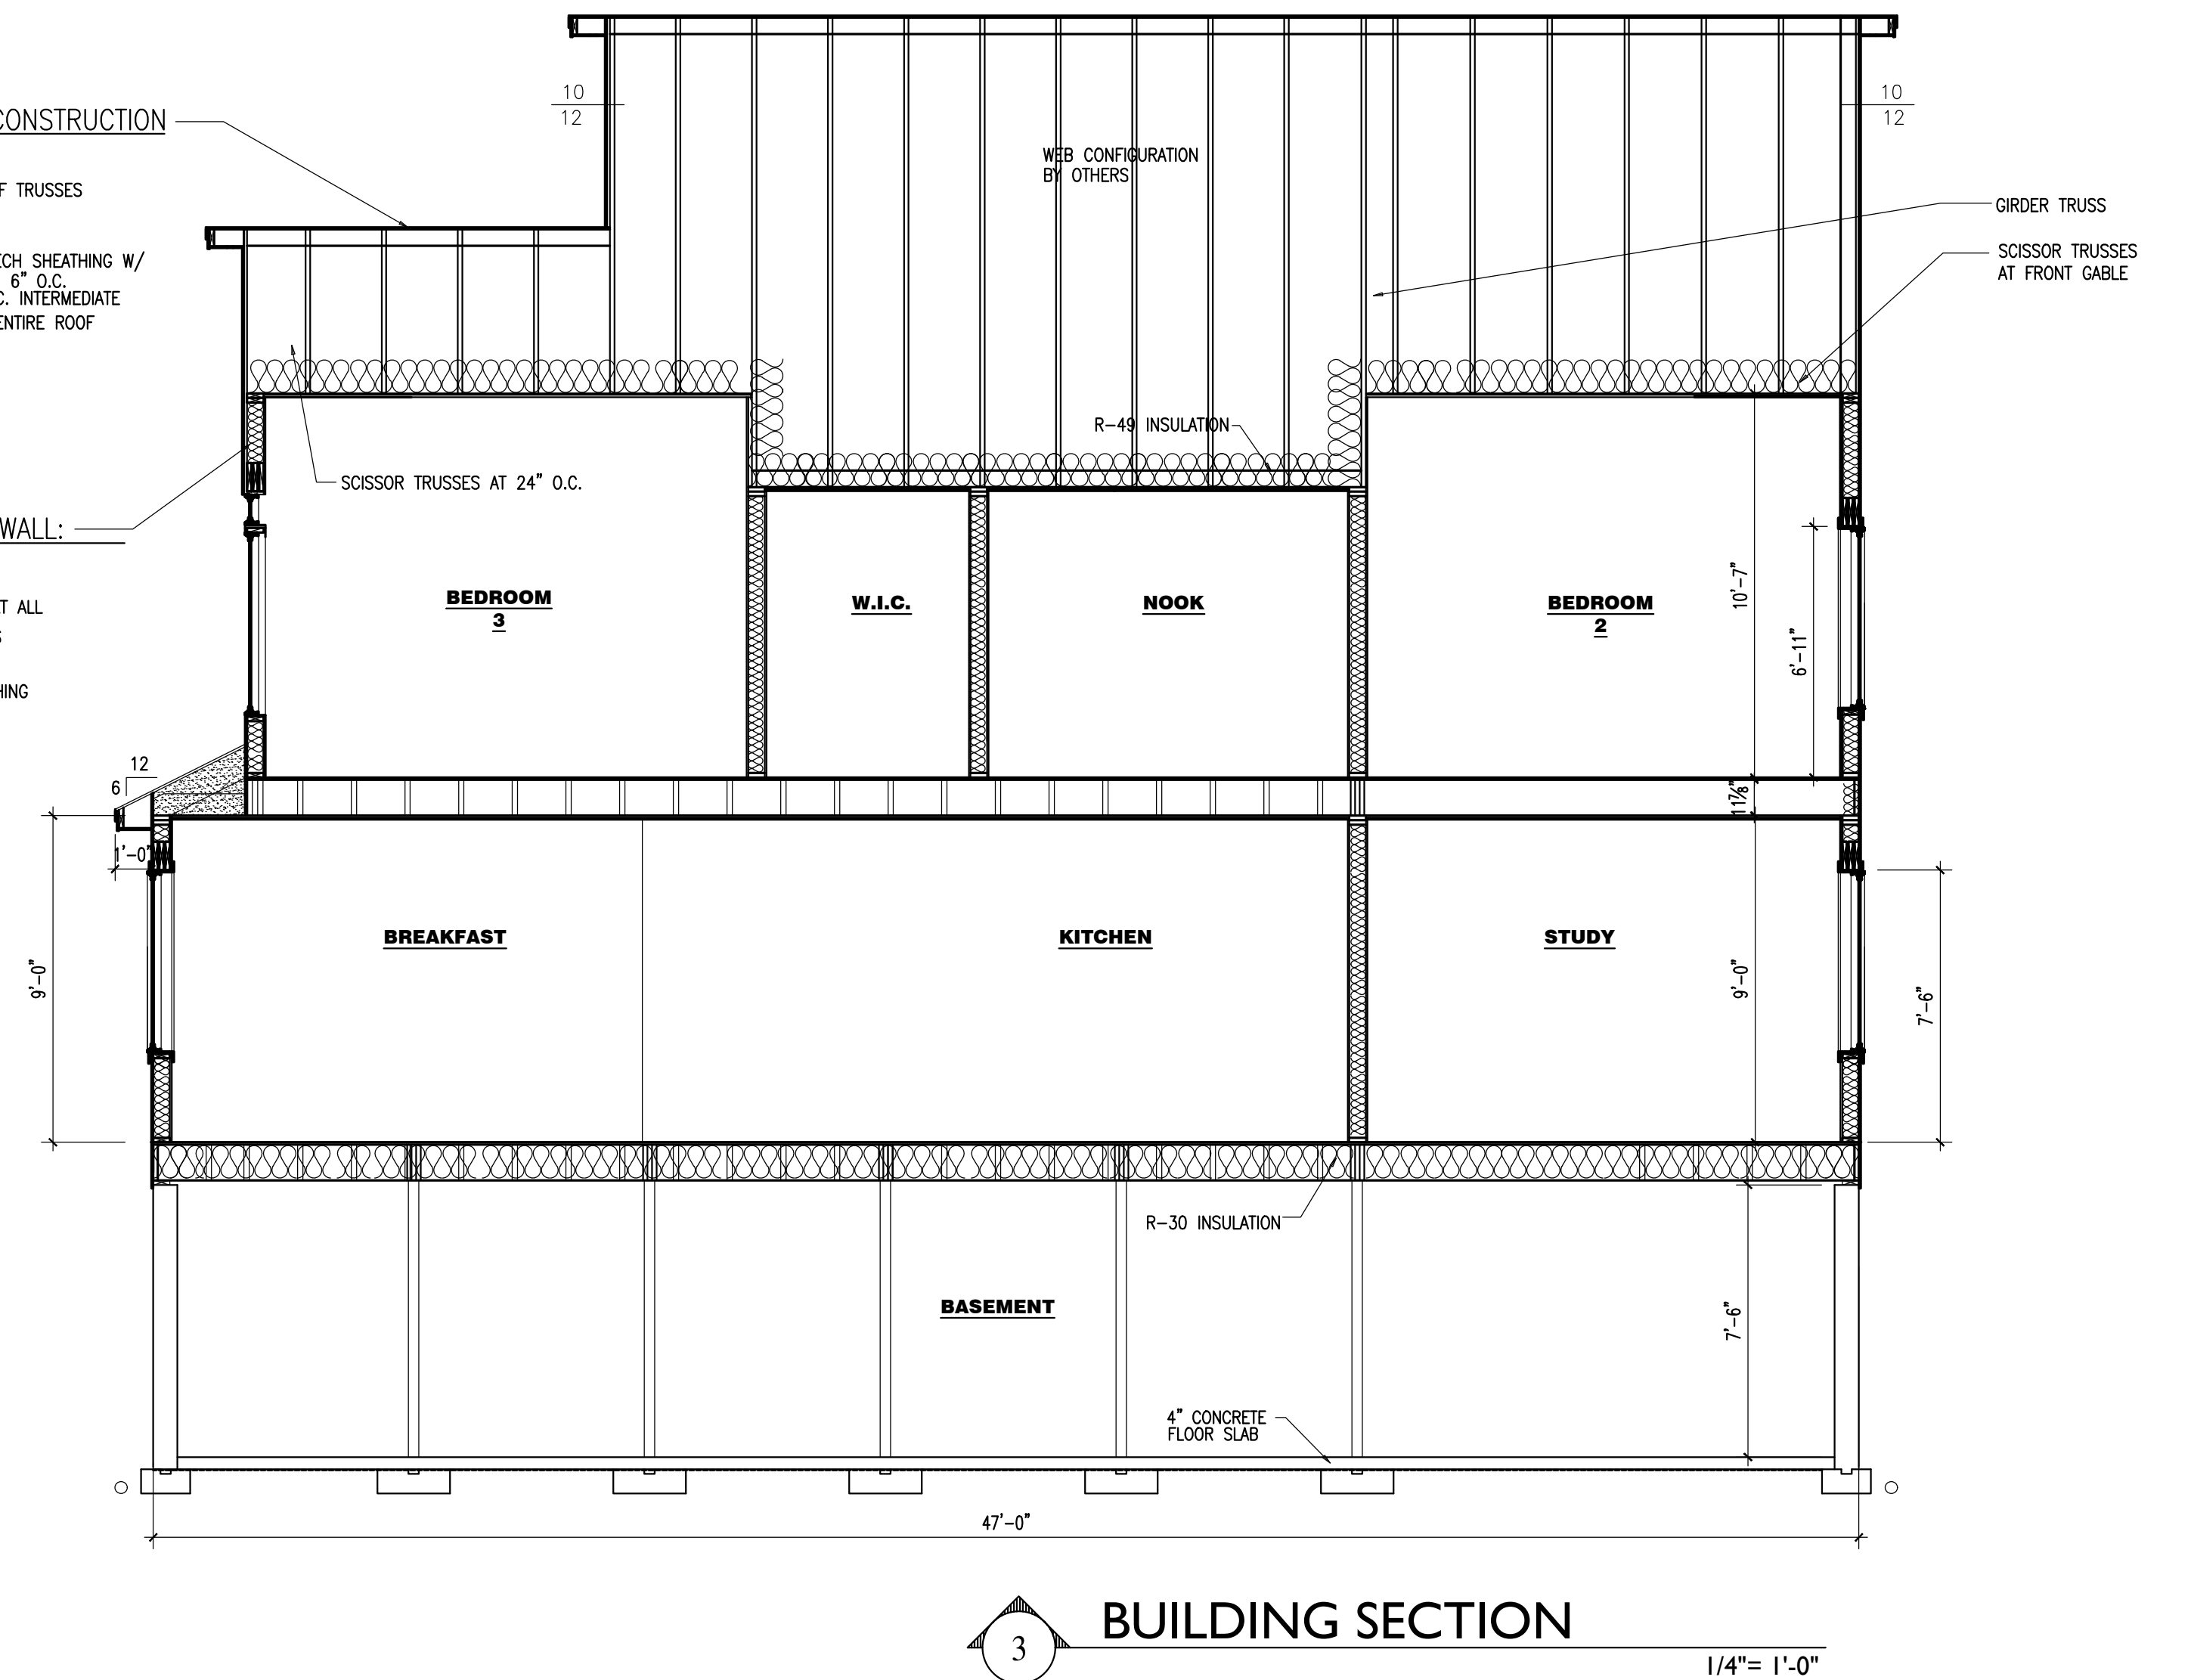 CONSTRUCTION
TRUSSES
SHEATHING W/
6" O.C.
INTERMEDIATE
ENTIRE ROOF
10
12
WEB CONFIGURATION
BY OTHERS
10
12
GIRDER TRUSS
SCISSOR TRUSSES
AT FRONT GABLE
R-49 INSULATION
SCISSOR TRUSSES AT 24" O.C.
WALL:
ALL
BEDROOM
3
W.I.C.
NOOK
BEDROOM
2
10'-7"
6'-11"
12
6
1'-0"
11⅞"
9'-0"
BREAKFAST
KITCHEN
STUDY
9'-0"
7'-6"
R-30 INSULATION
BASEMENT
7'-6"
4" CONCRETE
FLOOR SLAB
47'-0"
3
BUILDING SECTION
1/4"= 1'-0"